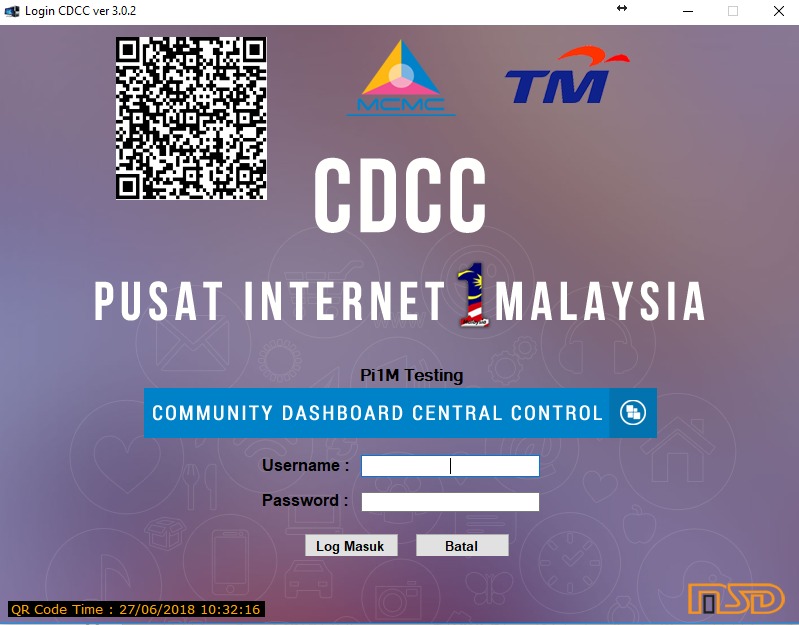 Login CDCC ver 3.0.2
MCMC
TM
CDCC
PUSAT INTERNET 1 MALAYSIA
Pi1M Testing
COMMUNITY DASHBOARD CENTRAL CONTROL
Username :
Password :
Log Masuk
Batal
QR Code Time : 27/06/2018 10:32:16
NSD